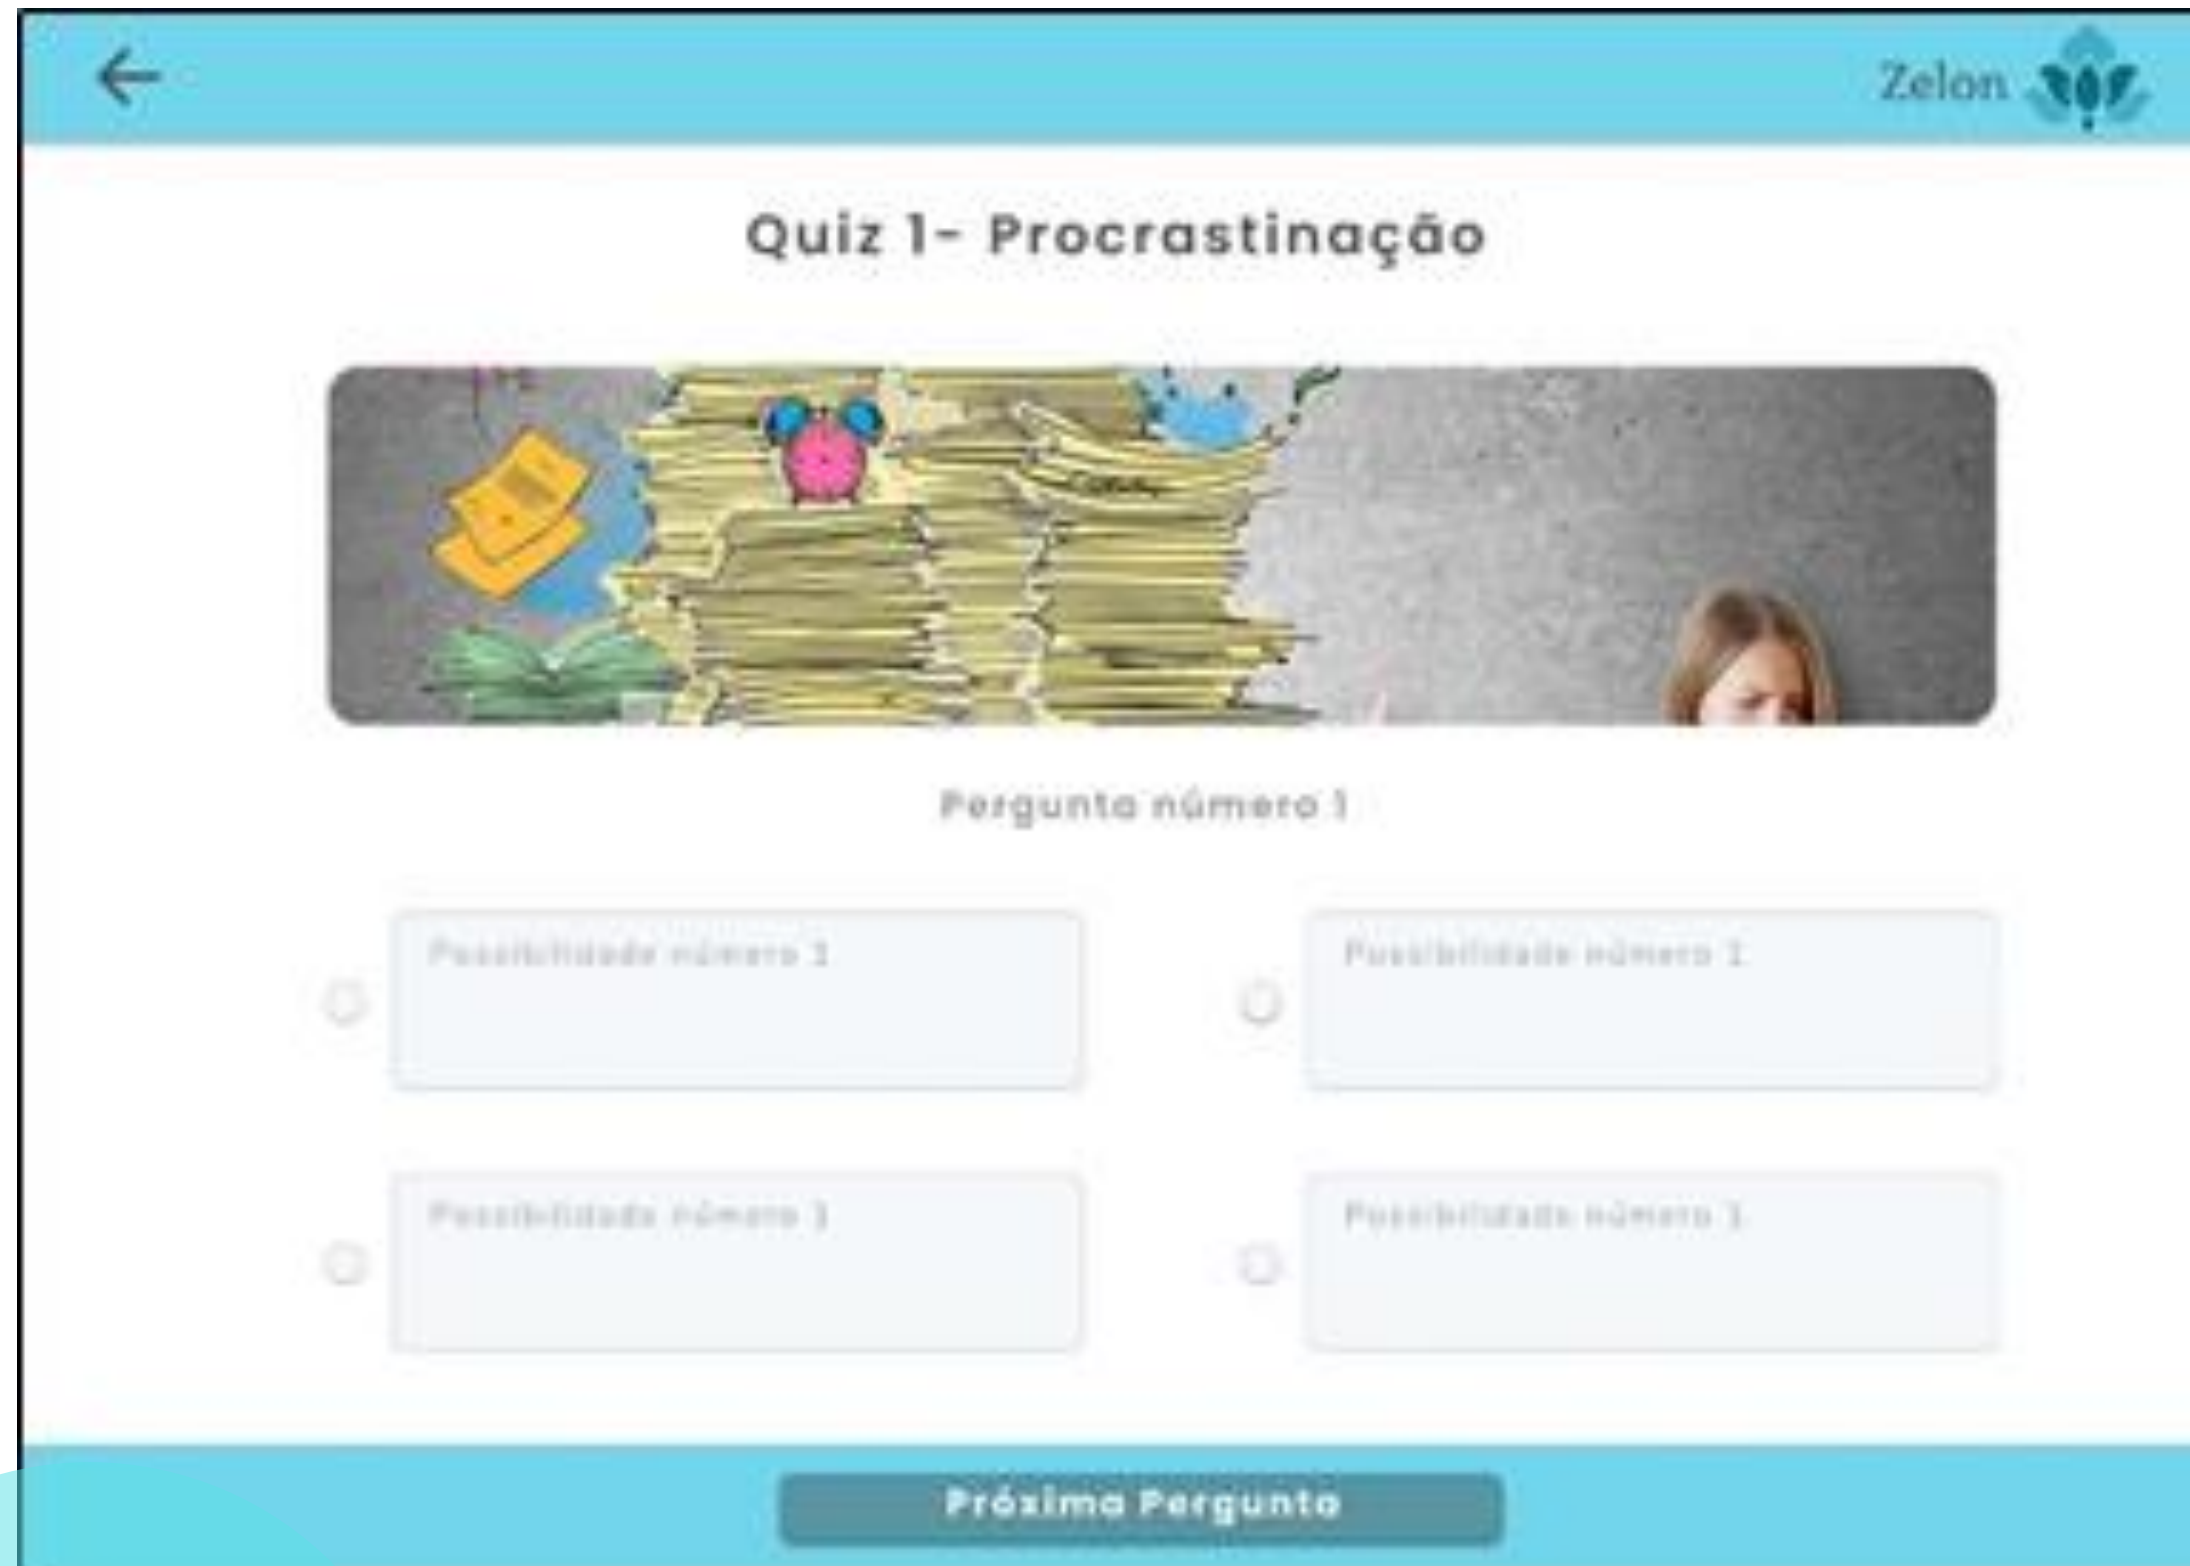 Zelon
Quiz 1- Procrastinação
Pergunta número 1
Possibilidade número 1
Possibilidade número 1
Possibilidade número 1
Possibilidade número 1
Próxima Pergunta